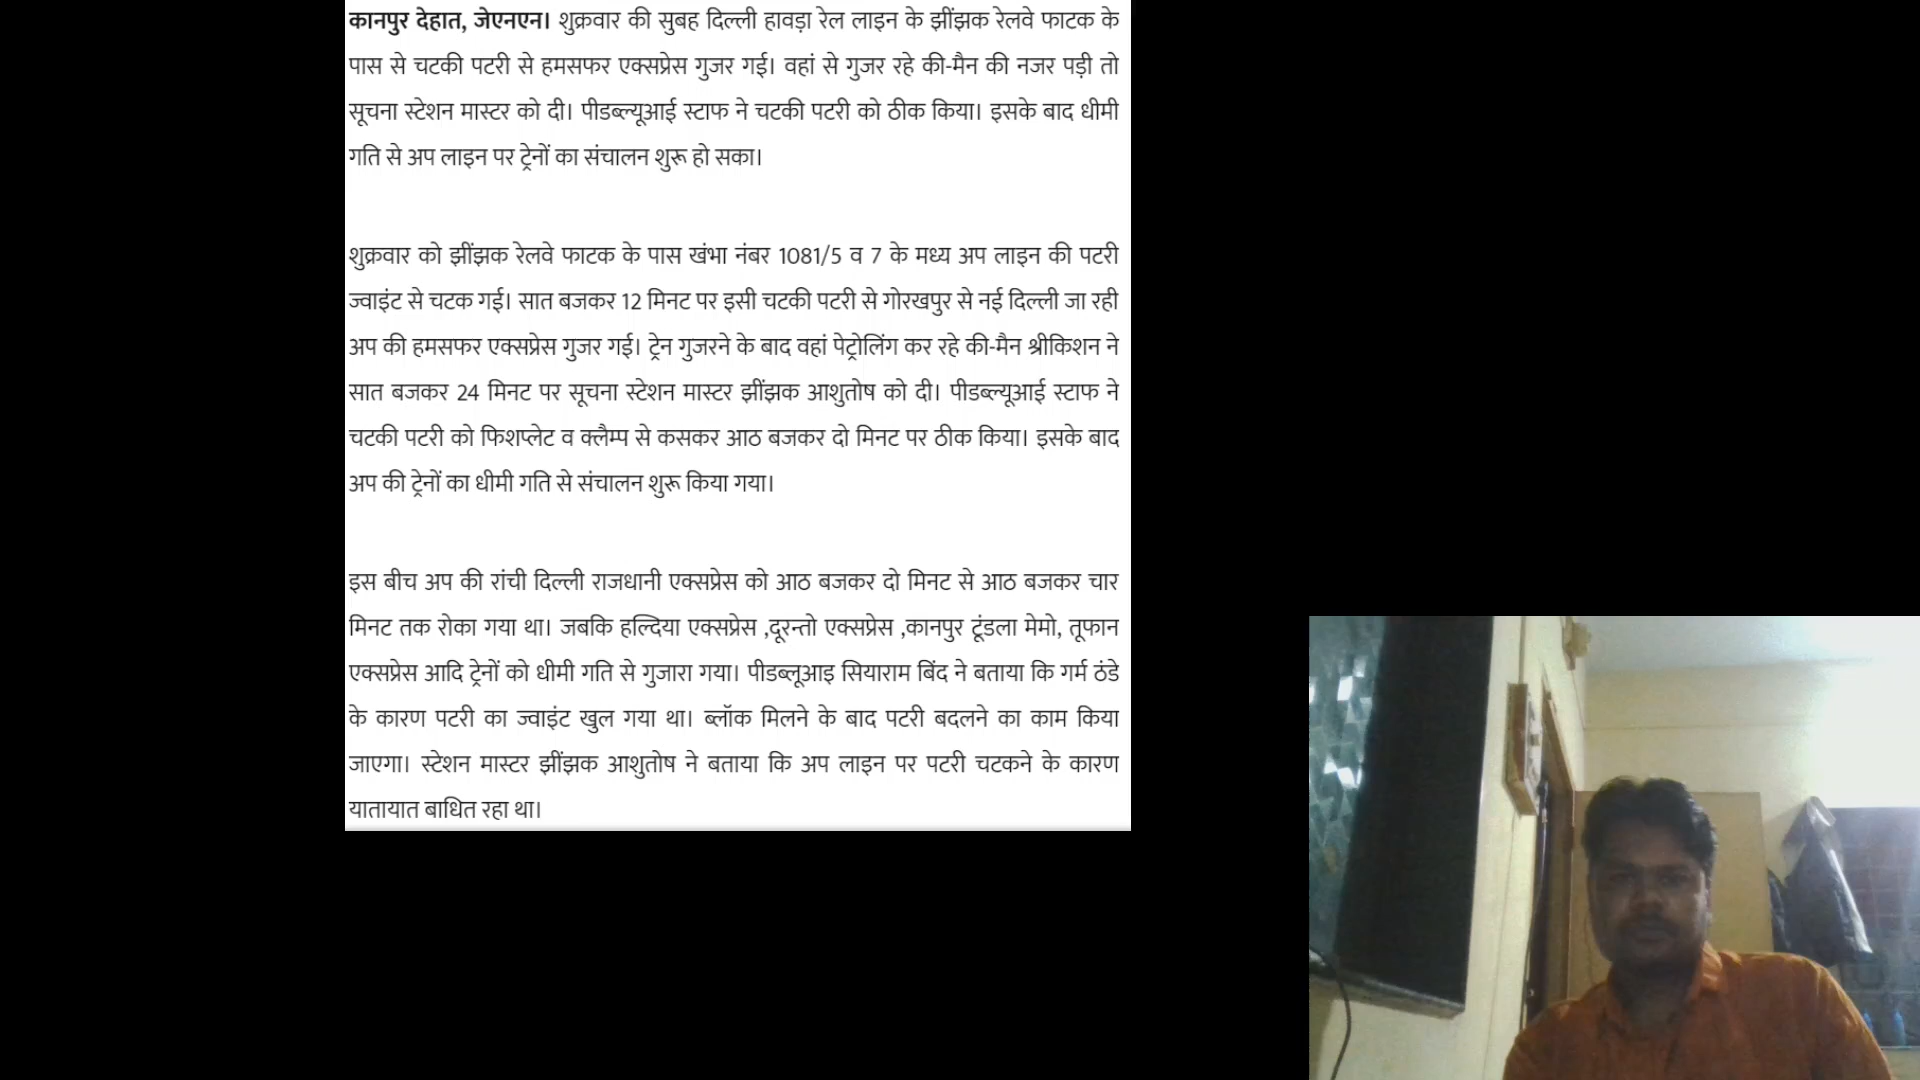 कानपुर देहात, जेएनएन। शुक्रवार की सुबह दिल्ली हावड़ा रेल लाइन के झींझक रेलवे फाटक के
पास से चटकी पटरी से हमसफर एक्सप्रेस गुजर गई। वहां से गुजर रहे की-मैन की नजर पड़ी तो
सूचना स्टेशन मास्टर को दी। पीडब्ल्यूआई स्टाफ ने चटकी पटरी को ठीक किया। इसके बाद धीमी
गति से अप लाइन पर ट्रेनों का संचालन शुरू हो सका।
शुक्रवार को झींझक रेलवे फाटक के पास खंभा नंबर 1081/5 व 7 के मध्य अप लाइन की पटरी
ज्वाइंट से चटक गई। सात बजकर 12 मिनट पर इसी चटकी पटरी से गोरखपुर से नई दिल्ली जा रही
अप की हमसफर एक्सप्रेस गुजर गई। ट्रेन गुजरने के बाद वहां पेट्रोलिंग कर रहे की-मैन श्रीकिशन ने
सात बजकर 24 मिनट पर सूचना स्टेशन मास्टर झींझक आशुतोष को दी। पीडब्ल्यूआई स्टाफ ने
चटकी पटरी को फिशप्लेट व क्लैम्प से कसकर आठ बजकर दो मिनट पर ठीक किया। इसके बाद
अप की ट्रेनों का धीमी गति से संचालन शुरू किया गया।
इस बीच अप की रांची दिल्ली राजधानी एक्सप्रेस को आठ बजकर दो मिनट से आठ बजकर चार
मिनट तक रोका गया था। जबकि हल्दिया एक्सप्रेस ,दूरन्तो एक्सप्रेस ,कानपुर टूंडला मेमो, तूफान
एक्सप्रेस आदि ट्रेनों को धीमी गति से गुजारा गया। पीडब्लूआइ सियाराम बिंद ने बताया कि गर्म ठंडे
के कारण पटरी का ज्वाइंट खुल गया था। ब्लॉक मिलने के बाद पटरी बदलने का काम किया
जाएगा। स्टेशन मास्टर झींझक आशुतोष ने बताया कि अप लाइन पर पटरी चटकने के कारण
यातायात बाधित रहा था।